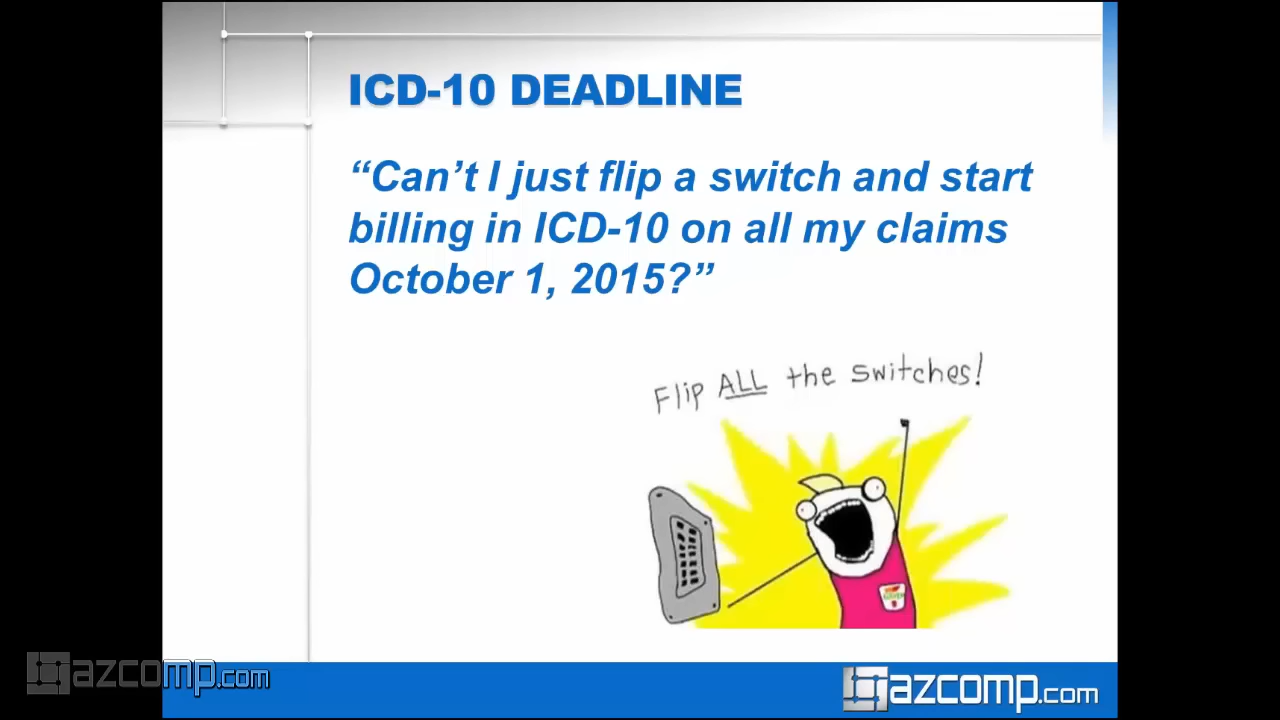 ICD-10 DEADLINE
“Can’t I just flip a switch and start
billing in ICD-10 on all my claims
October 1, 2015?”
Flip ALL the switches!
azcomp.com
azcomp.com